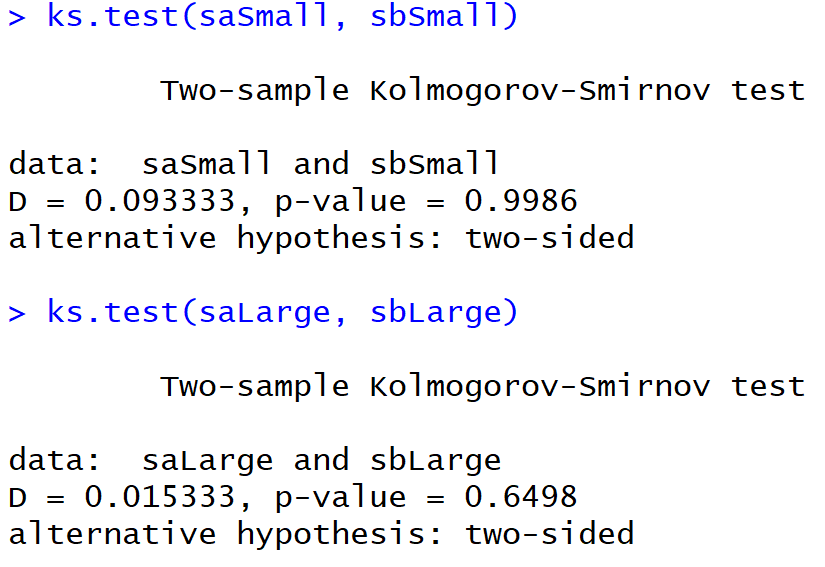 > ks.test(saSmall, sbSmall)
Two-sample Kolmogorov-Smirnov test
data:  saSmall and sbSmall
D = 0.093333, p-value = 0.9986
alternative hypothesis: two-sided
> ks.test(saLarge, sbLarge)
Two-sample Kolmogorov-Smirnov test
data:  saLarge and sbLarge
D = 0.015333, p-value = 0.6498
alternative hypothesis: two-sided